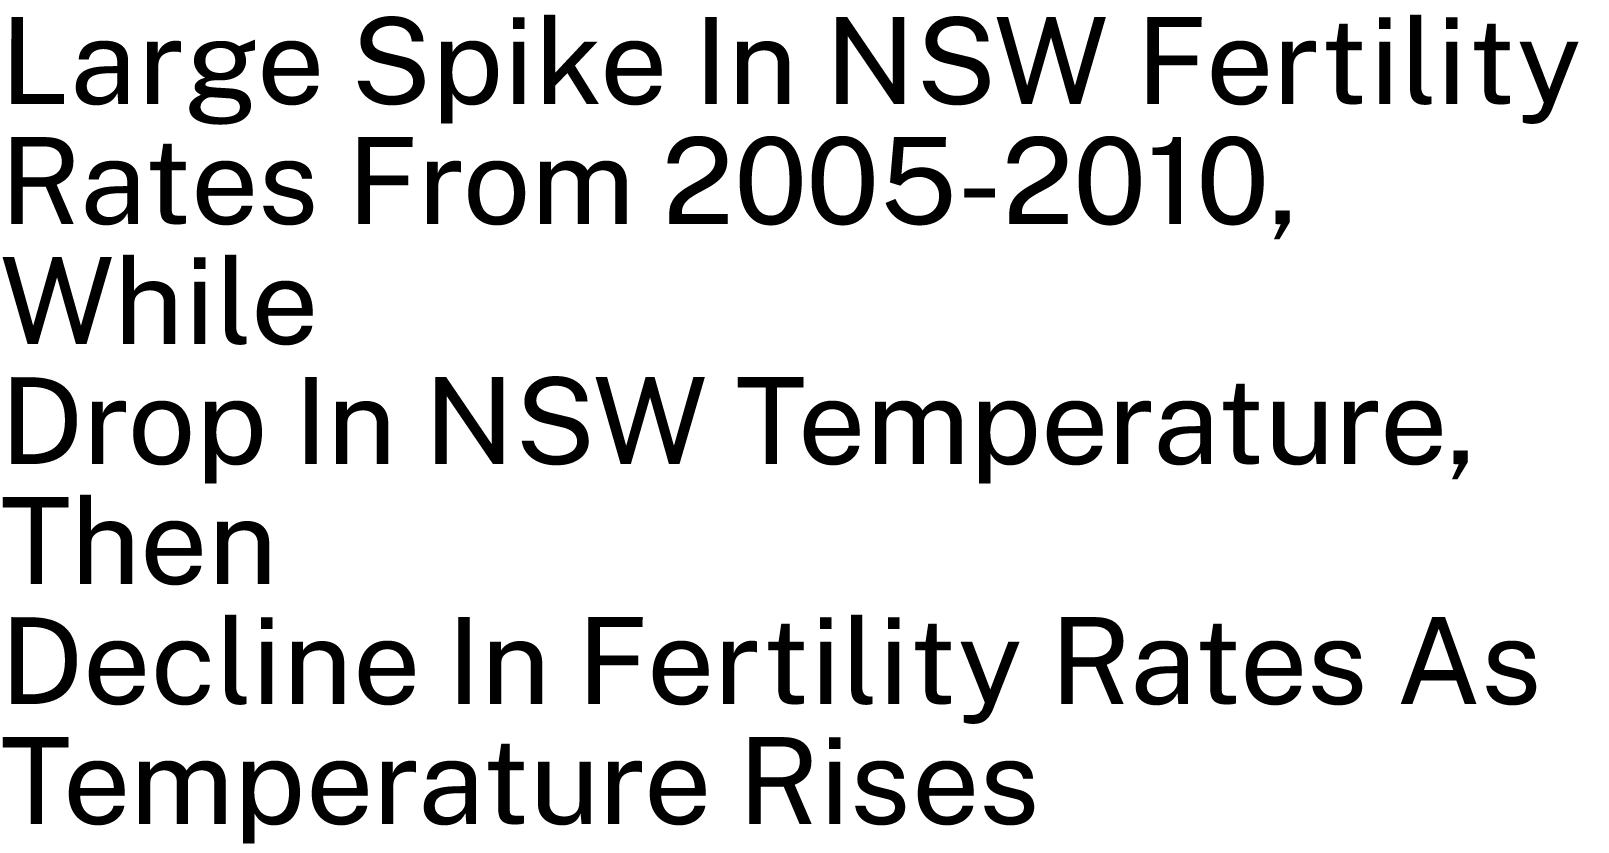 Large Spike In NSW Fertility
Rates From 2005-2010,
While
Drop In NSW Temperature,
Then
Decline In Fertility Rates As
Temperature Rises